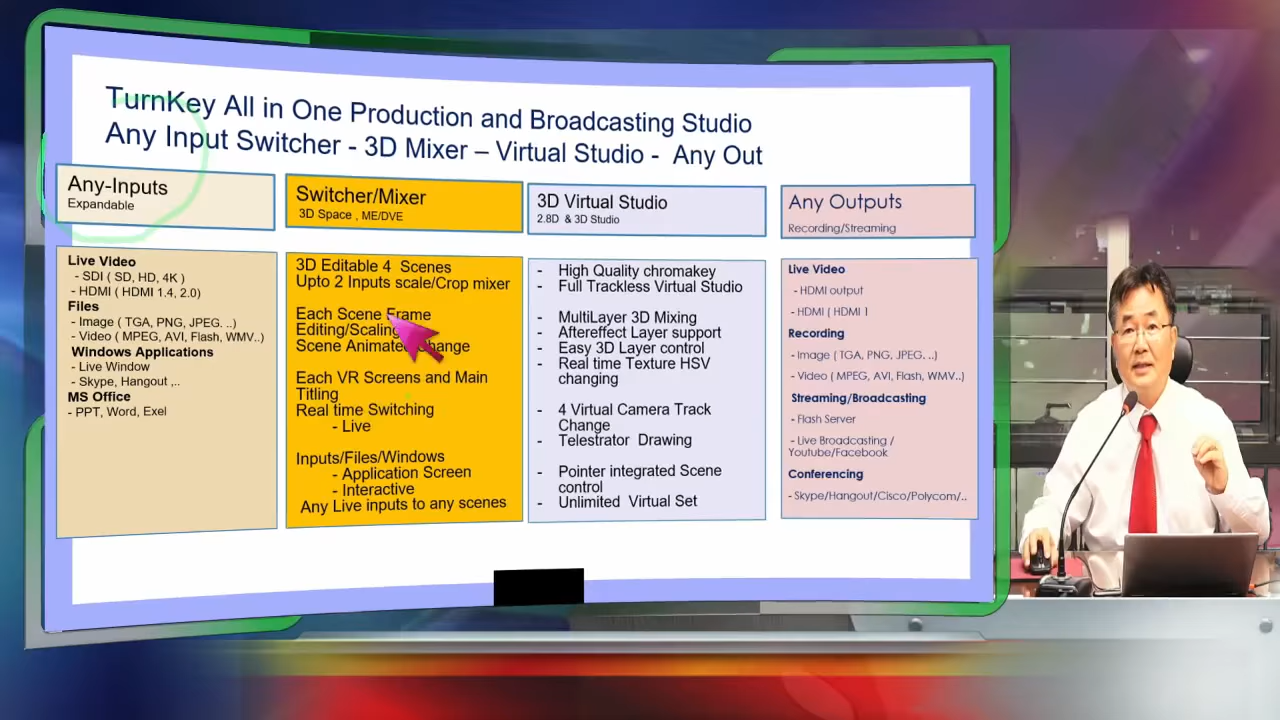 TurnKey All in One Production and Broadcasting Studio
Any Input Switcher - 3D Mixer – Virtual Studio - Any Out
Any-Inputs
Expandable
Live Video
- SDI ( SD, HD, 4K )
- HDMI ( HDMI 1.4, 2.0)
Files
- Image ( TGA, PNG, JPEG. ..)
- Video ( MPEG, AVI, Flash, WMV..)
Windows Applications
- Live Window
- Skype, Hangout ,..
MS Office
- PPT, Word, Exel
Switcher/Mixer
3D Space , ME/DVE
3D Editable 4 Scenes
Upto 2 Inputs scale/Crop mixer
Each Scene Frame
Editing/Scaling
Scene Animated Change
Each VR Screens and Main
Titling
Real time Switching
- Live
Inputs/Files/Windows
- Application Screen
- Interactive
Any Live inputs to any scenes
3D Virtual Studio
2.8D & 3D Studio
- High Quality chromakey
- Full Trackless Virtual Studio
- MultiLayer 3D Mixing
- Aftereffect Layer support
- Easy 3D Layer control
- Real time Texture HSV
changing
- 4 Virtual Camera Track
Change
- Telestrator Drawing
- Pointer integrated Scene
control
- Unlimited Virtual Set
Any Outputs
Recording/Streaming
Live Video
- HDMI output
- HDMI ( HDMI 1
Recording
- Image ( TGA, PNG, JPEG. ..)
- Video ( MPEG, AVI, Flash, WMV..)
Streaming/Broadcasting
- Flash Server
- Live Broadcasting /
Youtube/Facebook
Conferencing
- Skype/Hangout/Cisco/Polycom/..